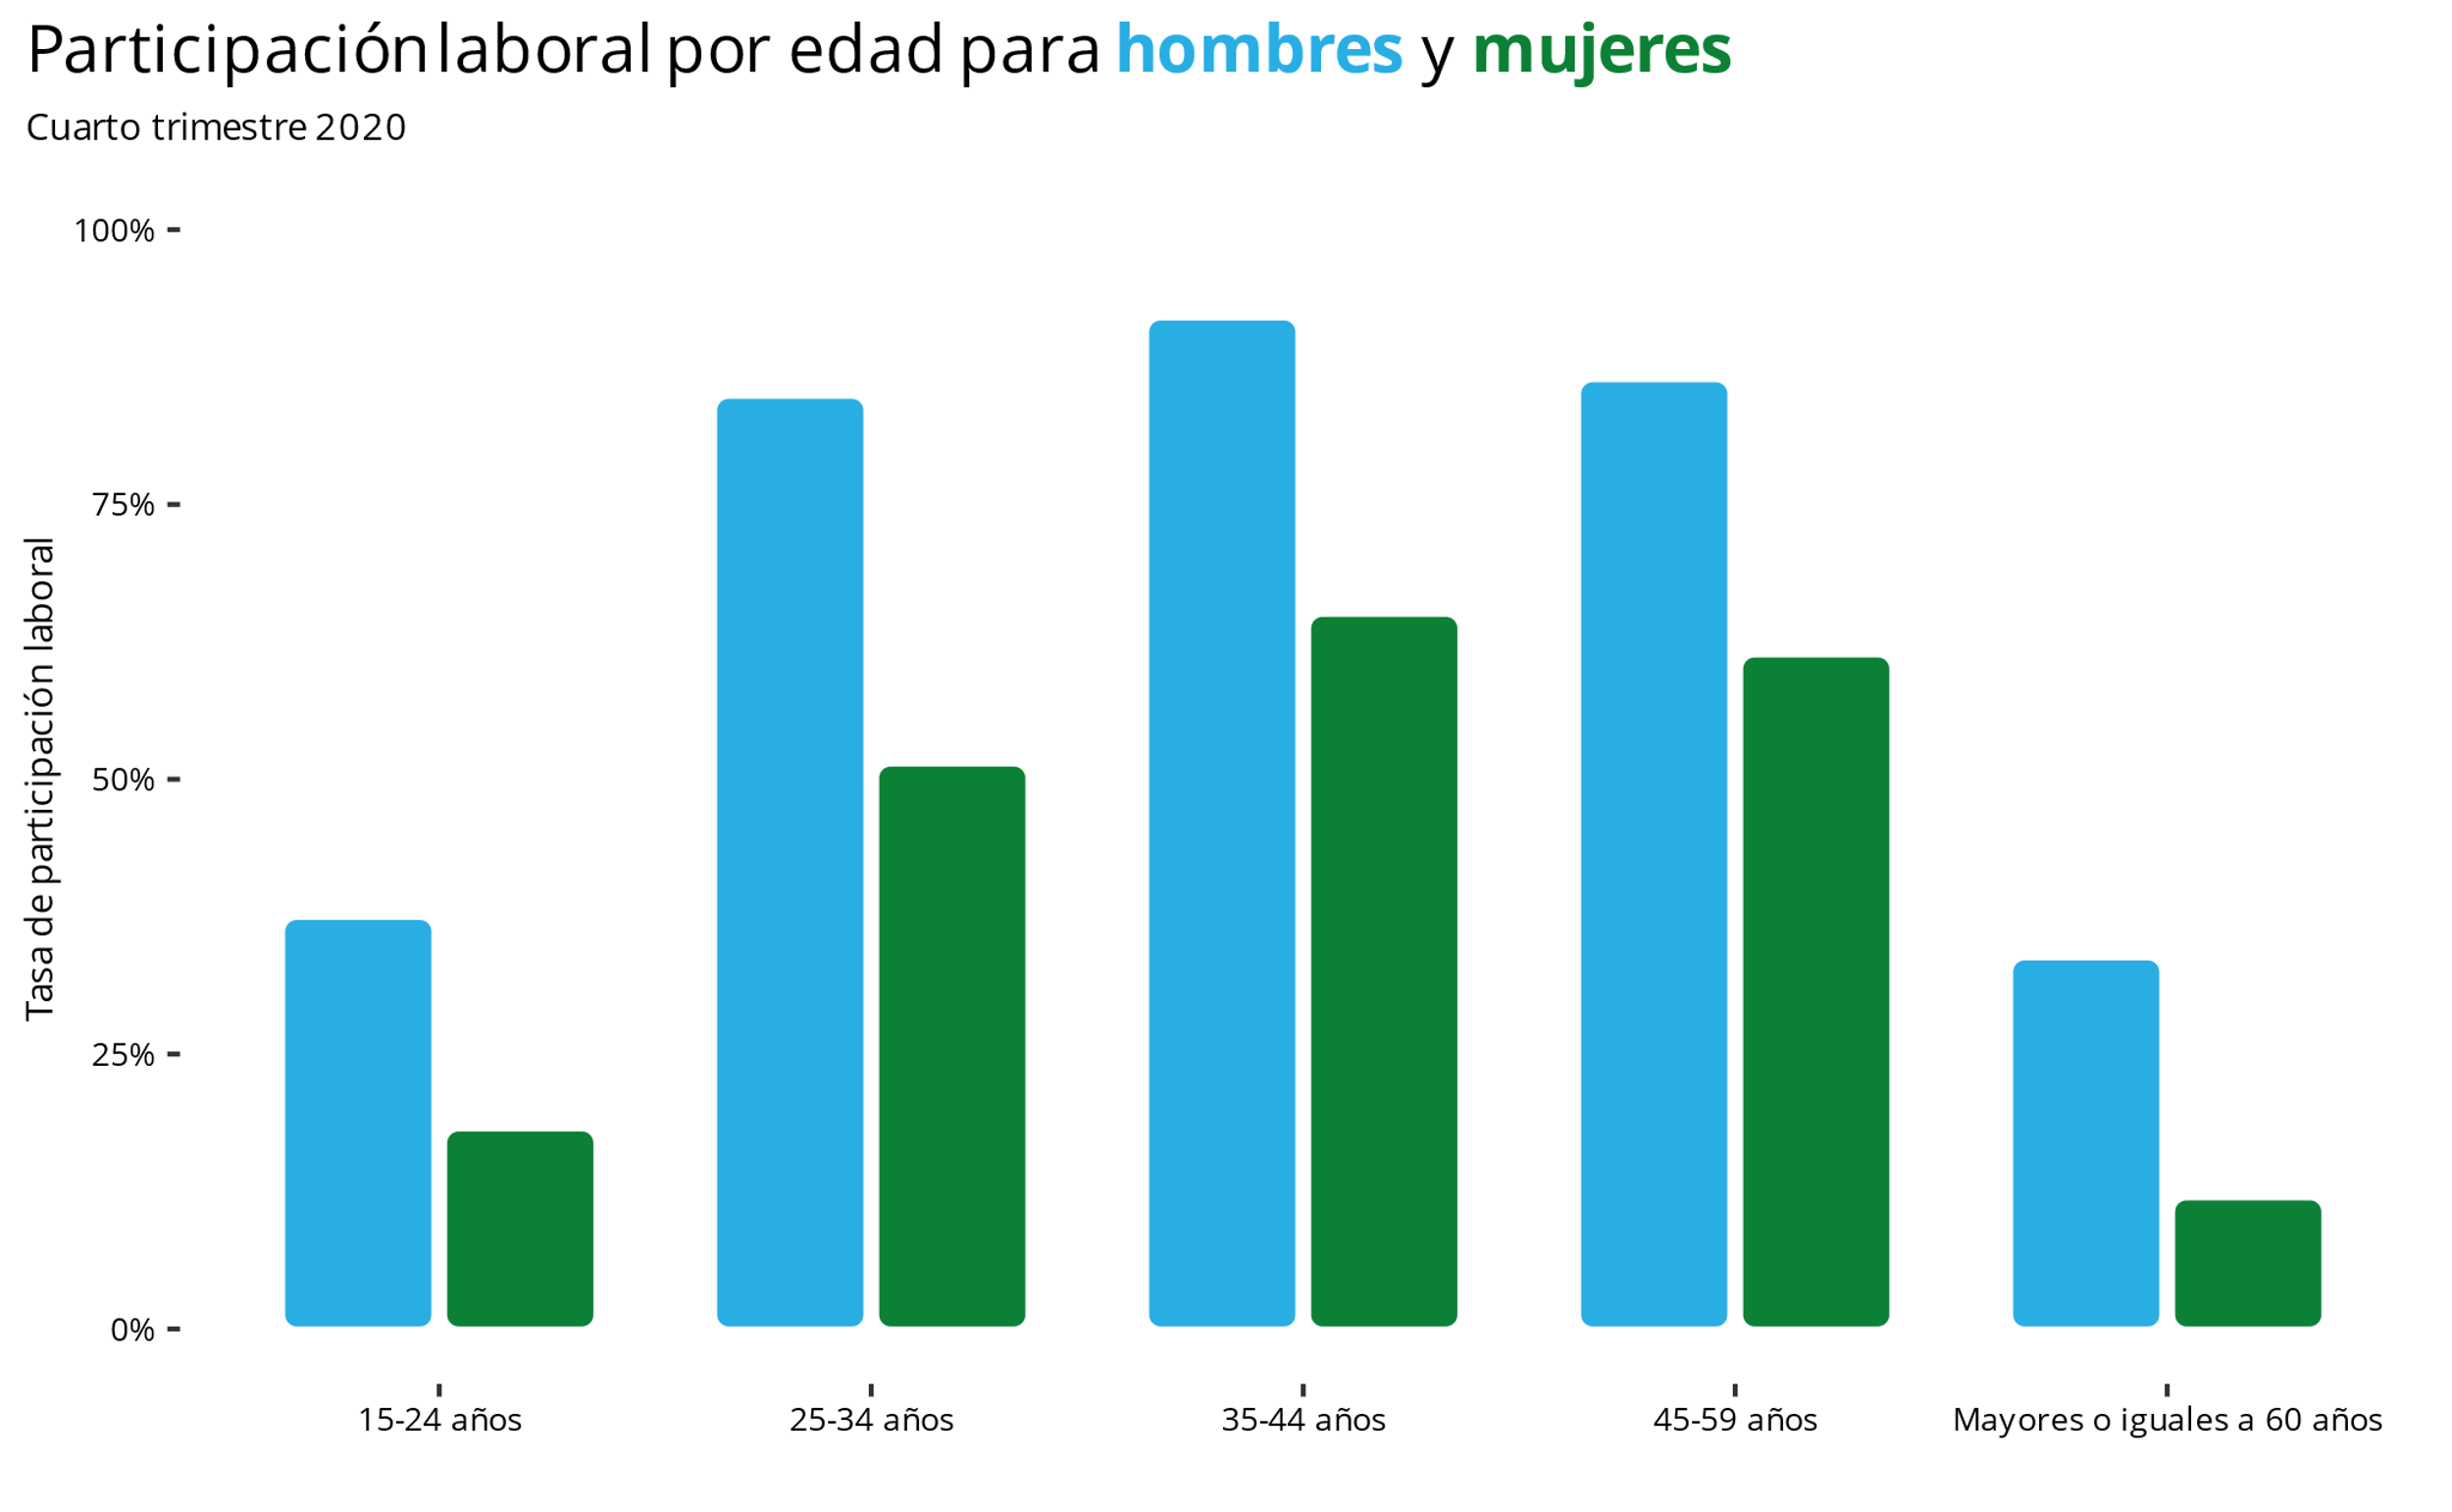 Participación laboral por edad para hombres y mujeres
Cuarto trimestre 2020
100%
75%
50%
25%
0%
Tasa de participación laboral
15-24 años
25-34 años
35-44 años
45-59 años
Mayores o iguales a 60 años